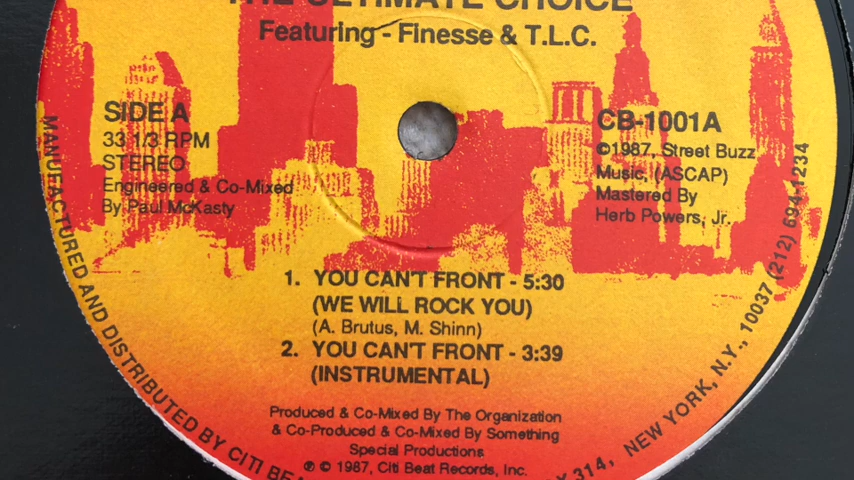 THE ULTIMATE CHOICE
Featuring - Finesse & T.L.C.
SIDE A
33 1/3 RPM
STEREO
Engineered & Co-Mixed
By Paul McKasty
CB-1001A
©1987, Street Buzz
Music, (ASCAP)
Mastered By
Herb Powers, Jr.
1. YOU CAN'T FRONT - 5:30
(WE WILL ROCK YOU)
(A. Brutus, M. Shinn)
2. YOU CAN'T FRONT - 3:39
(INSTRUMENTAL)
Produced & Co-Mixed By The Organization
& Co-Produced & Co-Mixed By Something
Special Productions
℗ © 1987, Citi Beat Records, Inc.
MANUFACTURED AND DISTRIBUTED BY CITI
314, NEW YORK, N.Y., 10037 (212) 694-1234